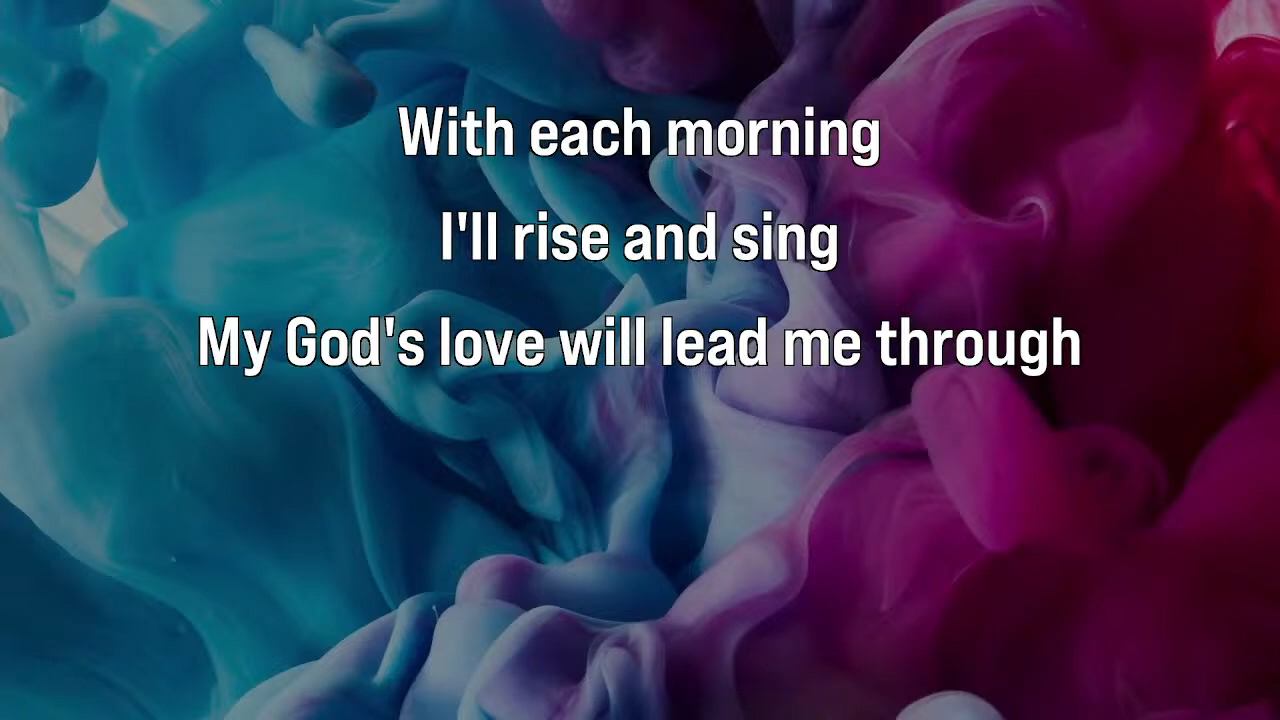 With each morning
I'll rise and sing
My God's love will lead me through